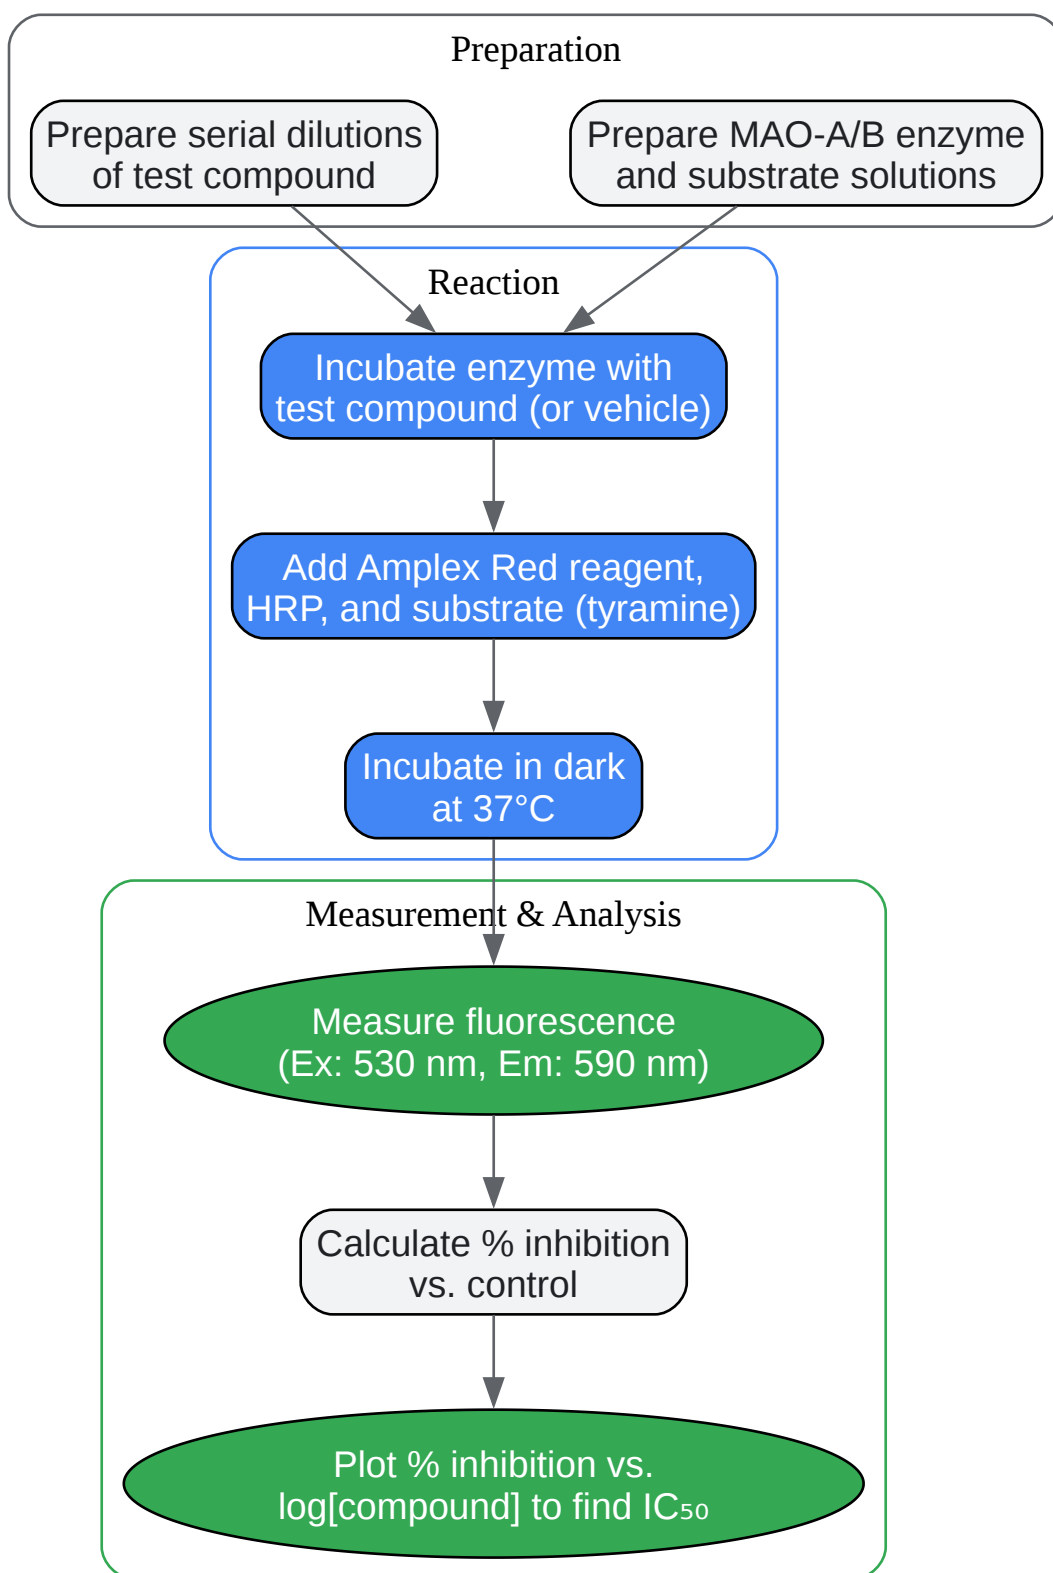 Preparation
Prepare serial dilutions
of test compound
Prepare MAO-A/B enzyme
and substrate solutions
Reaction
Incubate enzyme with
test compound (or vehicle)
Add Amplex Red reagent,
HRP, and substrate (tyramine)
Incubate in dark
at 37°C
Measurement & Analysis
Measure fluorescence
(Ex: 530 nm, Em: 590 nm)
Calculate % inhibition
vs. control
Plot % inhibition vs.
log[compound] to find IC₅₀